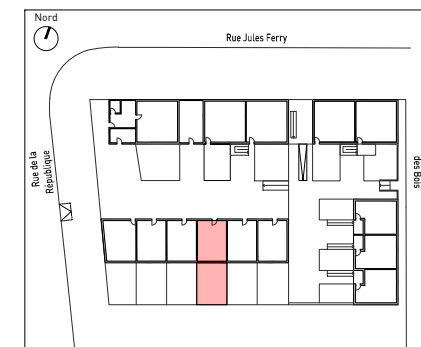 Nord
Rue Jules Ferry
Rue de la
République
des Bois